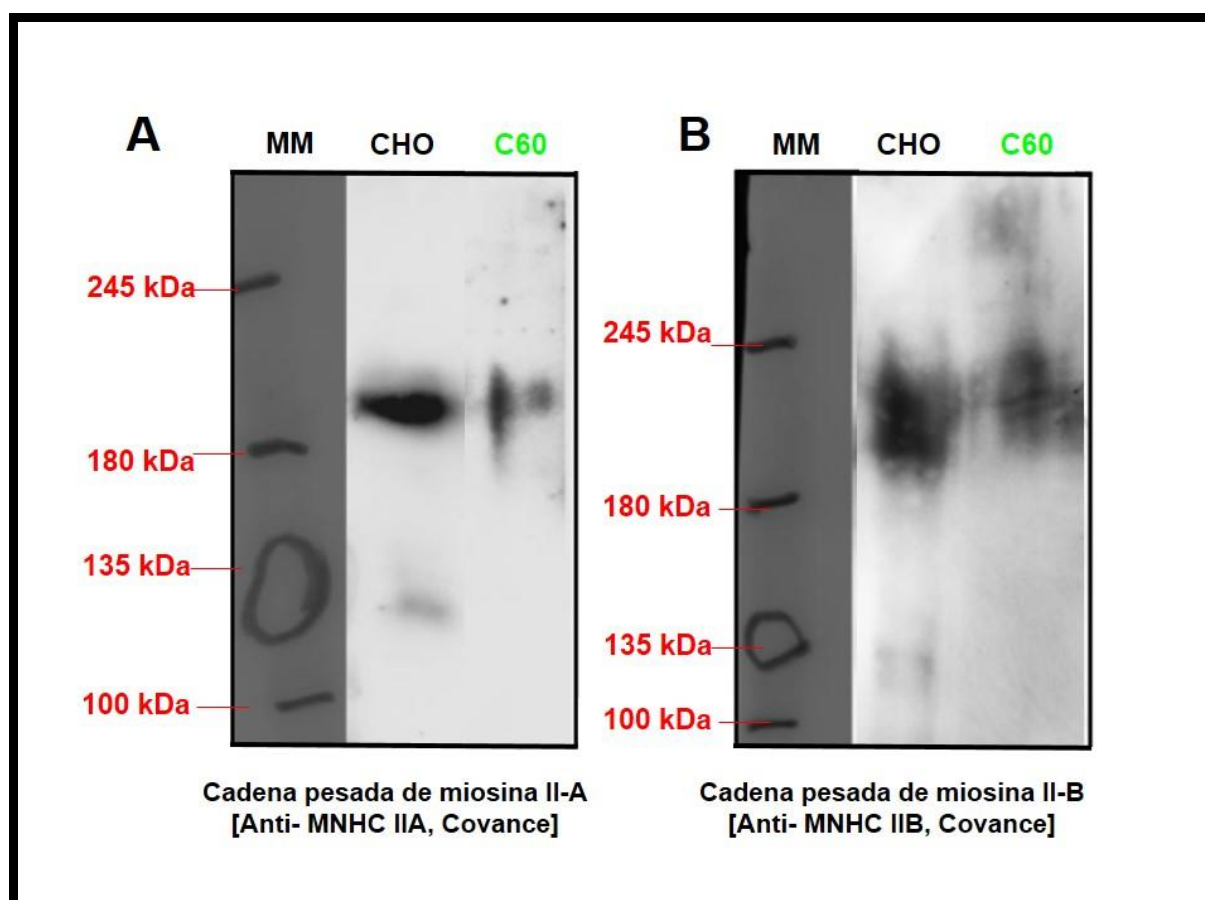 A
MM CHO C60
245 kDa
180 kDa
135 kDa
100 kDa
Cadena pesada de miosina II-A
[Anti- MNHC IIA, Covance]
B
MM CHO C60
245 kDa
180 kDa
135 kDa
100 kDa
Cadena pesada de miosina II-B
[Anti- MNHC IIB, Covance]